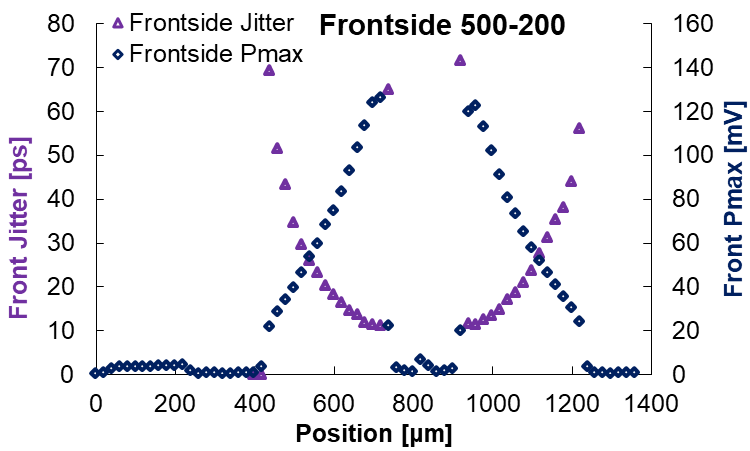 Frontside 500-200
Frontside Jitter
Frontside Pmax
80
70
60
50
40
30
20
10
0
Front Jitter [ps]
160
140
120
100
80
60
40
20
0
Front Pmax [mV]
0 200 400 600 800 1000 1200 1400
Position [µm]